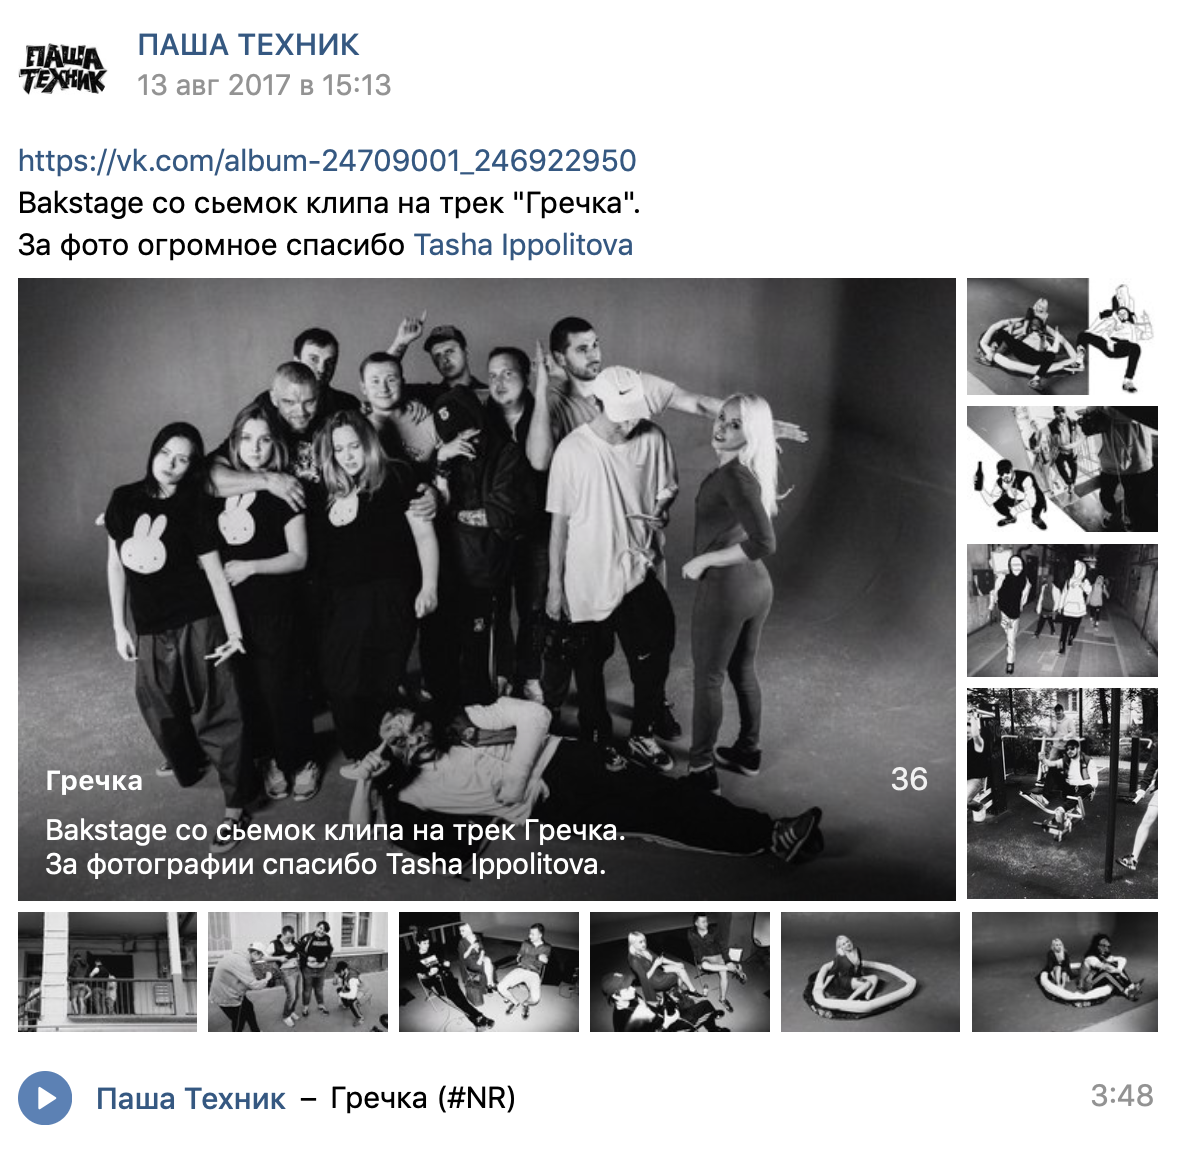 ПАША ТЕХНИК
ПАША ТЕХНИК
13 авг 2017 в 15:13
https://vk.com/album-24709001_246922950
Bakstage со сьемок клипа на трек "Гречка".
За фото огромное спасибо Tasha Ippolitova
Гречка
36
Bakstage со сьемок клипа на трек Гречка.
За фотографии спасибо Tasha Ippolitova.
Паша Техник – Гречка (#NR)
3:48